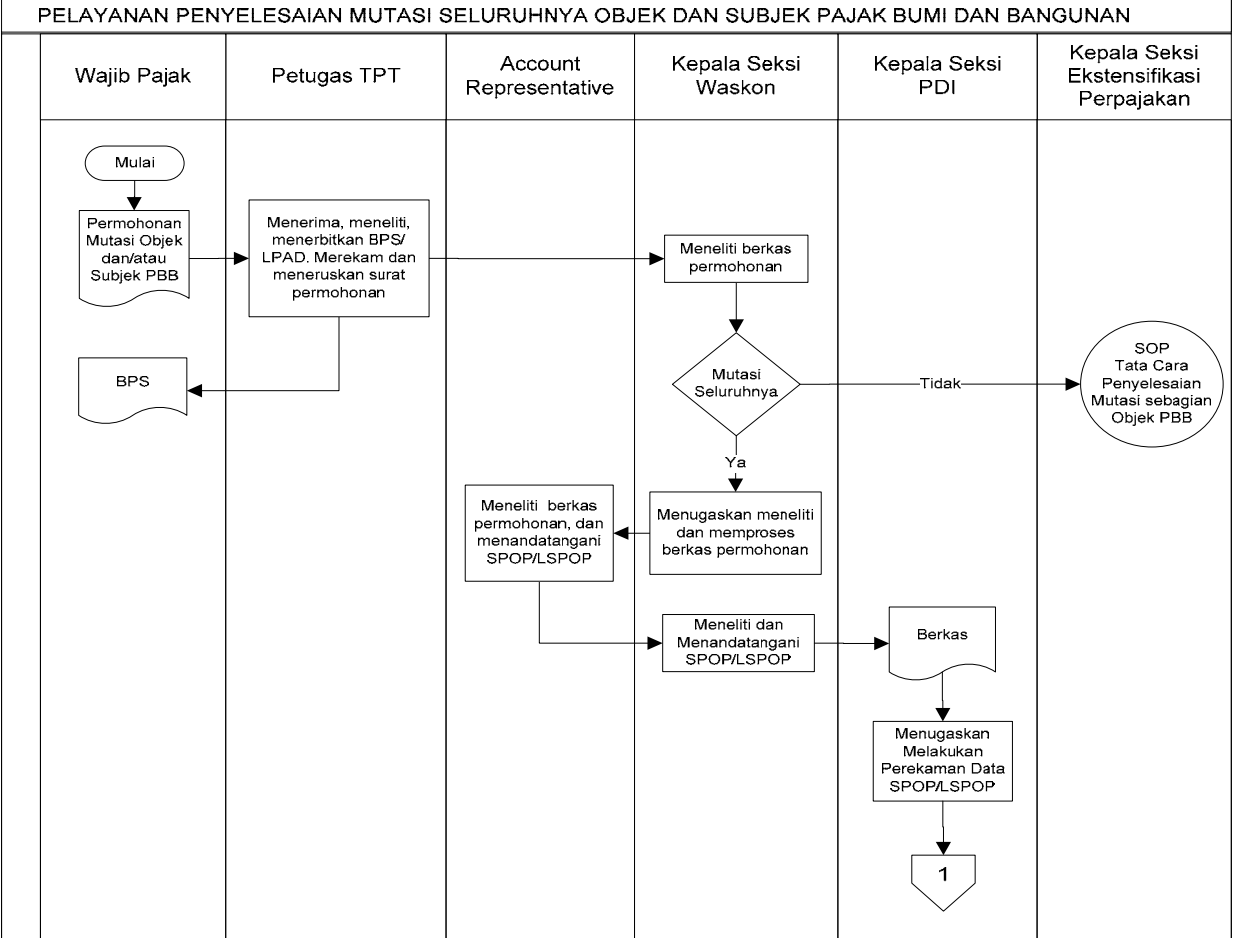 PELAYANAN PENYELESAIAN MUTASI SELURUHNYA OBJEK DAN SUBJEK PAJAK BUMI DAN BANGUNAN
Wajib Pajak
Petugas TPT
Account
Representative
Kepala Seksi
Waskon
Kepala Seksi
PDI
Kepala Seksi
Ekstensifikasi
Perpajakan
Mulai
Permohonan
Mutasi Objek
dan/atau
Subjek PBB
Menerima, meneliti,
menerbitkan BPS/
LPAD. Merekam dan
meneruskan surat
permohonan
Meneliti berkas
permohonan
BPS
Mutasi
Seluruhnya
Tidak
SOP
Tata Cara
Penyelesaian
Mutasi sebagian
Objek PBB
Ya
Menugaskan meneliti
dan memproses
berkas permohonan
Meneliti berkas
permohonan, dan
menandatangani
SPOP/LSPOP
Meneliti dan
Menandatangani
SPOP/LSPOP
Berkas
Menugaskan
Melakukan
Perekaman Data
SPOP/LSPOP
1